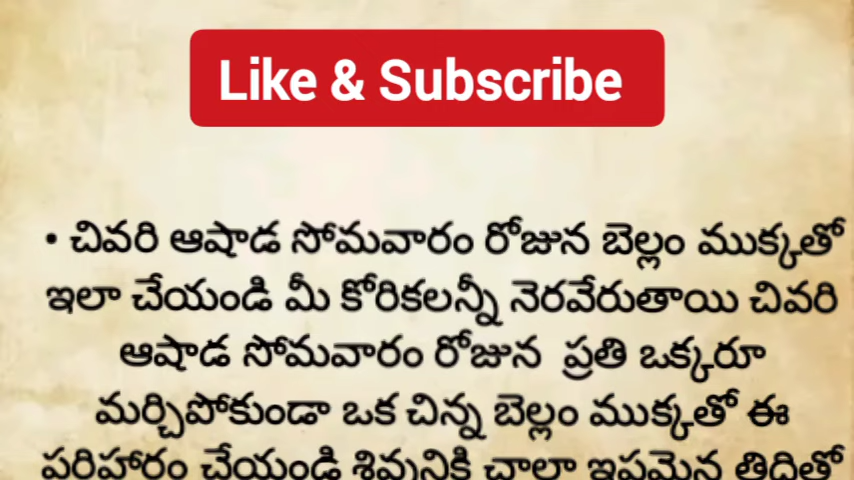 Like & Subscribe
• చివరి ఆషాడ సోమవారం రోజున బెల్లం ముక్కతో
ఇలా చేయండి మీ కోరికలన్నీ నెరవేరుతాయి చివరి
ఆషాడ సోమవారం రోజున ప్రతి ఒక్కరూ
మర్చిపోకుండా ఒక చిన్న బెల్లం ముక్కతో ఈ
పరిహారం చేయండి శివునికి చాలా